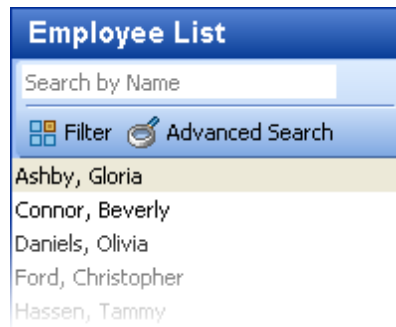 Employee List
Search by Name
Filter Advanced Search
Ashby, Gloria
Connor, Beverly
Daniels, Olivia
Ford, Christopher
Hassen, Tammy